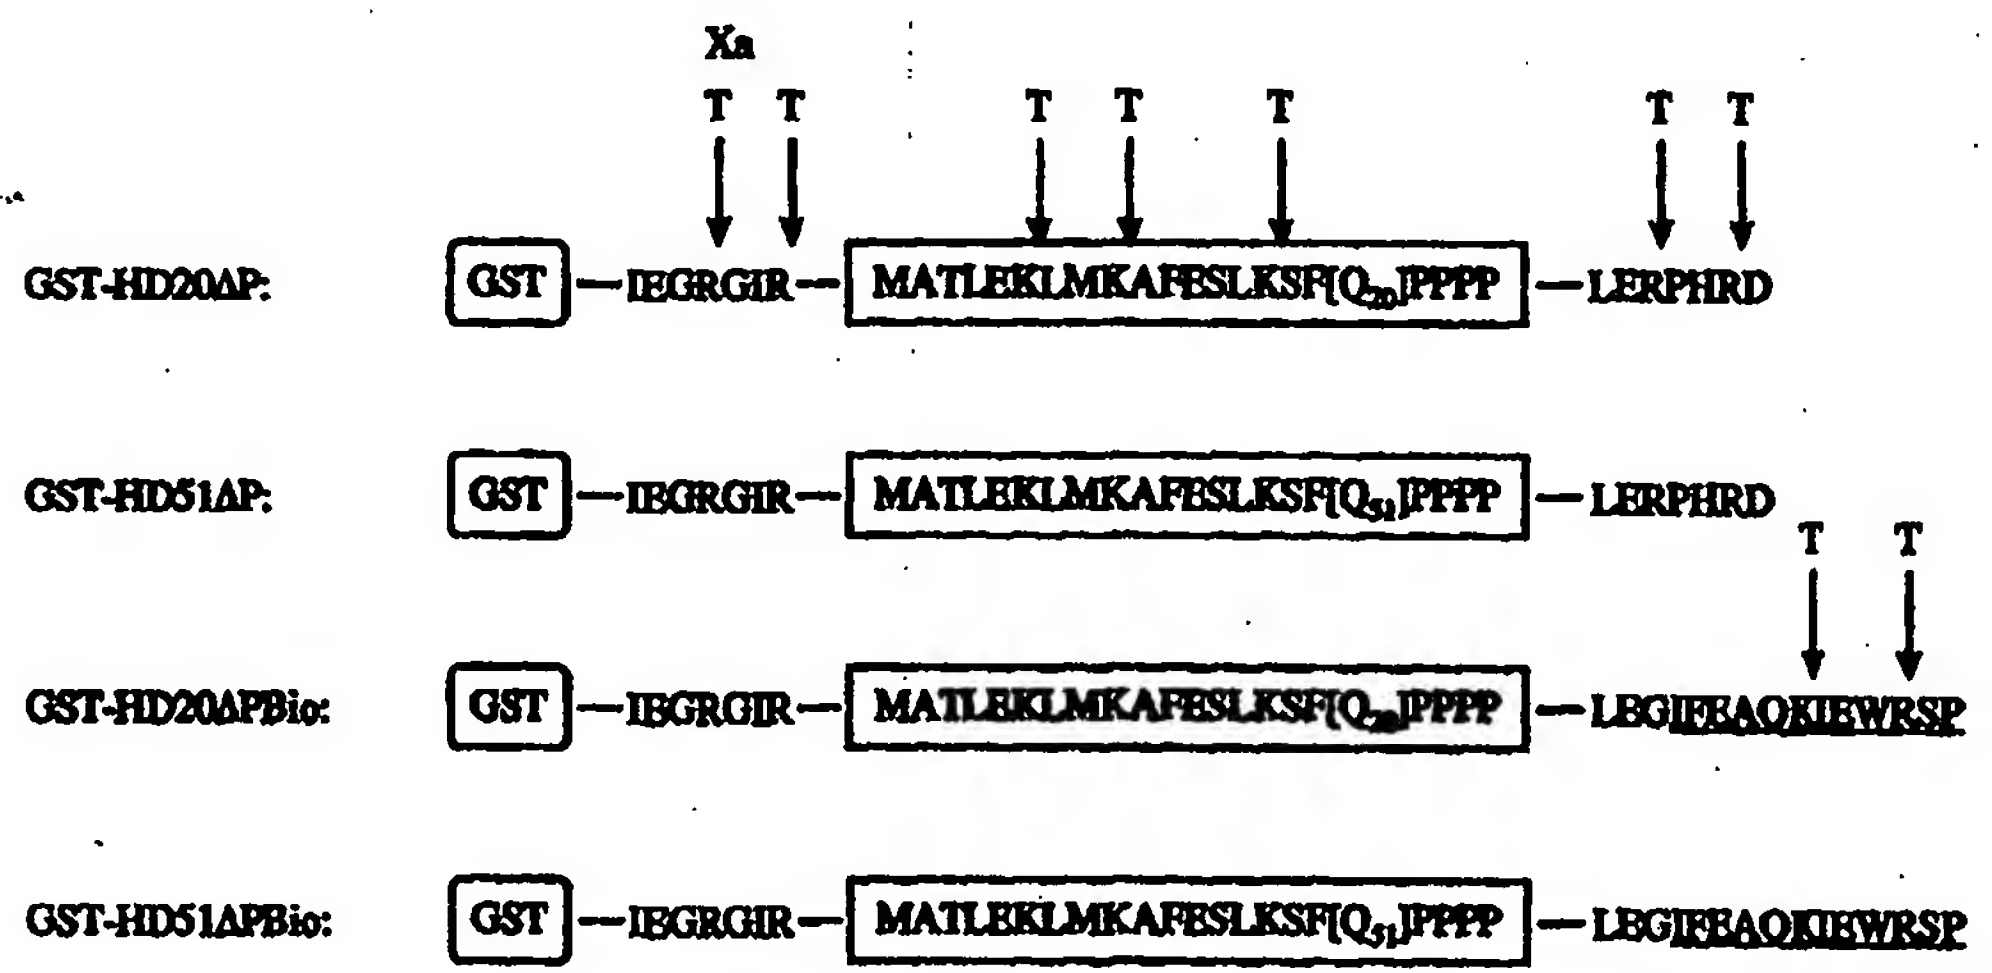 Xa
T T T T T T T
GST-HD20ΔP: GST IEGRGIR MATLEKLMKAFESLKSF[Q20]PPPP LERPHRD
GST-HD51ΔP: GST IEGRGIR MATLEKLMKAFESLKSF[Q51]PPPP LERPHRD
T T
GST-HD20ΔPBio: GST IEGRGIR MATLEKLMKAFESLKSF[Q20]PPPP LEGIFEAQKIEWRSP
GST-HD51ΔPBio: GST IEGRGIR MATLEKLMKAFESLKSF[Q51]PPPP LEGIFEAQKIEWRSP